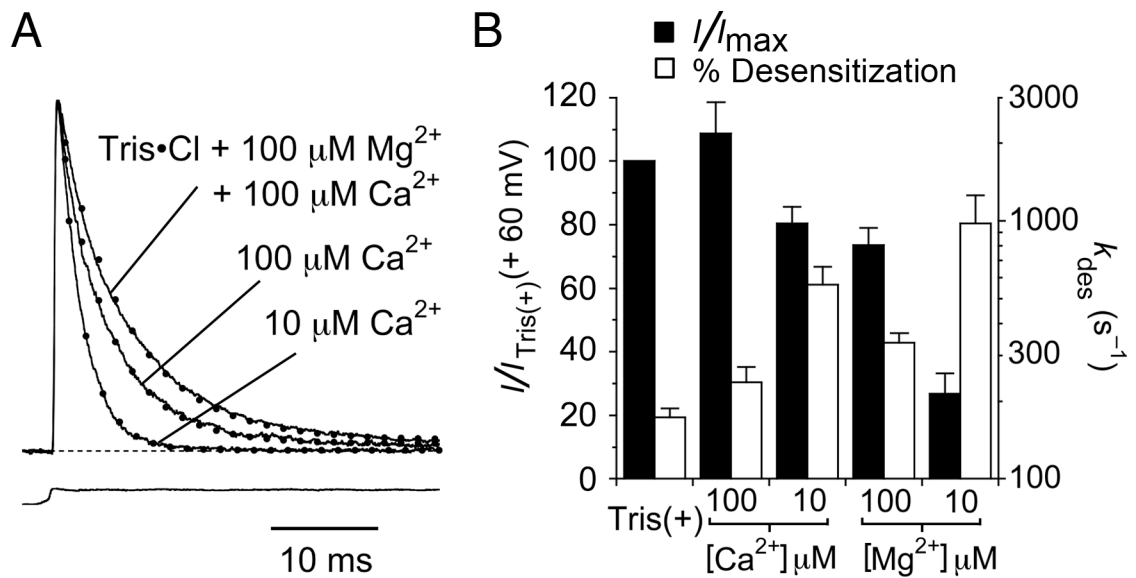 A
Tris•Cl + 100 μM Mg²⁺
+ 100 μM Ca²⁺
100 μM Ca²⁺
10 μM Ca²⁺
10 ms
B
I/Imax
% Desensitization
I/ITris(+)(+ 60 mV)
120
100
80
60
40
20
0
3000
1000
300
100
kdes (s⁻¹)
Tris(+)
100
10
100
10
[Ca²⁺] μM
[Mg²⁺] μM